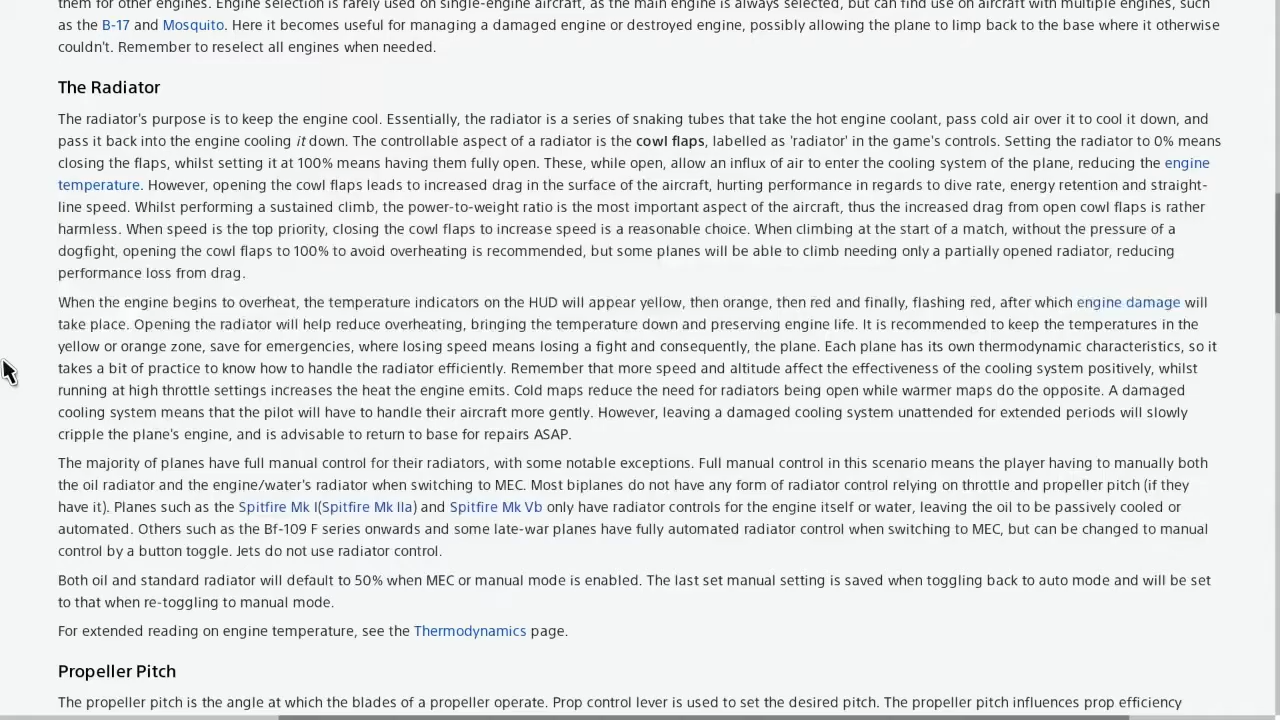 them for other engines. Engine selection is rarely used on single-engine aircraft, as the main engine is always selected, but can find use on aircraft with multiple engines, such
as the B-17 and Mosquito. Here it becomes useful for managing a damaged engine or destroyed engine, possibly allowing the plane to limp back to the base where it otherwise
couldn't. Remember to reselect all engines when needed.
The Radiator
The radiator's purpose is to keep the engine cool. Essentially, the radiator is a series of snaking tubes that take the hot engine coolant, pass cold air over it to cool it down, and
pass it back into the engine cooling it down. The controllable aspect of a radiator is the cowl flaps, labelled as 'radiator' in the game's controls. Setting the radiator to 0% means
closing the flaps, whilst setting it at 100% means having them fully open. These, while open, allow an influx of air to enter the cooling system of the plane, reducing the engine
temperature. However, opening the cowl flaps leads to increased drag in the surface of the aircraft, hurting performance in regards to dive rate, energy retention and straight-
line speed. Whilst performing a sustained climb, the power-to-weight ratio is the most important aspect of the aircraft, thus the increased drag from open cowl flaps is rather
harmless. When speed is the top priority, closing the cowl flaps to increase speed is a reasonable choice. When climbing at the start of a match, without the pressure of a
dogfight, opening the cowl flaps to 100% to avoid overheating is recommended, but some planes will be able to climb needing only a partially opened radiator, reducing
performance loss from drag.
When the engine begins to overheat, the temperature indicators on the HUD will appear yellow, then orange, then red and finally, flashing red, after which engine damage will
take place. Opening the radiator will help reduce overheating, bringing the temperature down and preserving engine life. It is recommended to keep the temperatures in the
yellow or orange zone, save for emergencies, where losing speed means losing a fight and consequently, the plane. Each plane has its own thermodynamic characteristics, so it
takes a bit of practice to know how to handle the radiator efficiently. Remember that more speed and altitude affect the effectiveness of the cooling system positively, whilst
running at high throttle settings increases the heat the engine emits. Cold maps reduce the need for radiators being open while warmer maps do the opposite. A damaged
cooling system means that the pilot will have to handle their aircraft more gently. However, leaving a damaged cooling system unattended for extended periods will slowly
cripple the plane's engine, and is advisable to return to base for repairs ASAP.
The majority of planes have full manual control for their radiators, with some notable exceptions. Full manual control in this scenario means the player having to manually both
the oil radiator and the engine/water's radiator when switching to MEC. Most biplanes do not have any form of radiator control relying on throttle and propeller pitch (if they
have it). Planes such as the Spitfire Mk I(Spitfire Mk IIa) and Spitfire Mk Vb only have radiator controls for the engine itself or water, leaving the oil to be passively cooled or
automated. Others such as the Bf-109 F series onwards and some late-war planes have fully automated radiator control when switching to MEC, but can be changed to manual
control by a button toggle. Jets do not use radiator control.
Both oil and standard radiator will default to 50% when MEC or manual mode is enabled. The last set manual setting is saved when toggling back to auto mode and will be set
to that when re-toggling to manual mode.
For extended reading on engine temperature, see the Thermodynamics page.
Propeller Pitch
The propeller pitch is the angle at which the blades of a propeller operate. Prop control lever is used to set the desired pitch. The propeller pitch influences prop efficiency